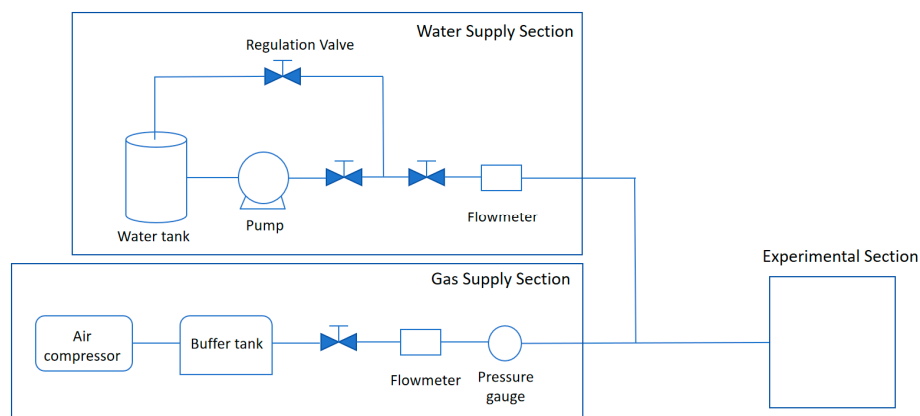 Water Supply Section
Regulation Valve
Water tank
Pump
Flowmeter
Experimental Section
Gas Supply Section
Air
compressor
Buffer tank
Flowmeter
Pressure
gauge